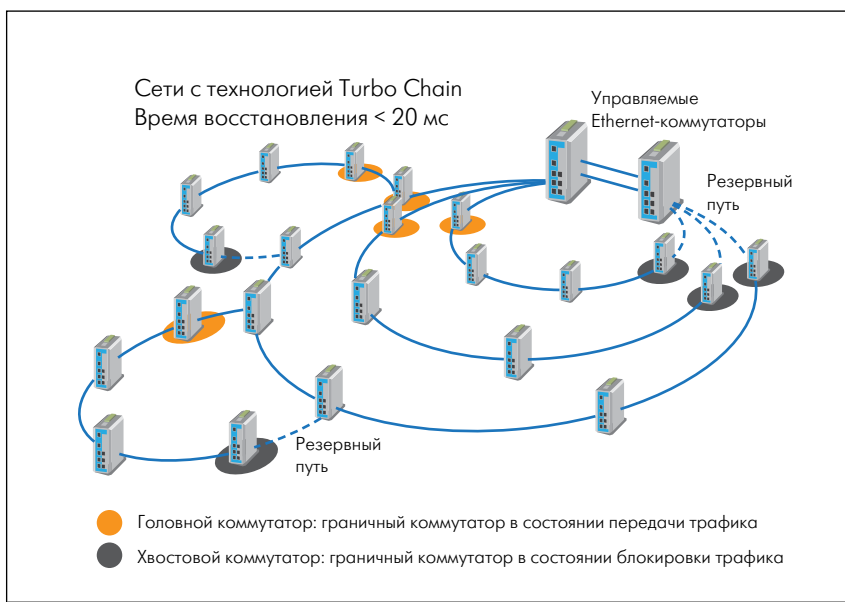 Сети с технологией Turbo Chain
Время восстановления < 20 мс
Управляемые
Ethernet-коммутаторы
Резервный
путь
Резервный
путь
Головной коммутатор: граничный коммутатор в состоянии передачи трафика
Хвостовой коммутатор: граничный коммутатор в состоянии блокировки трафика